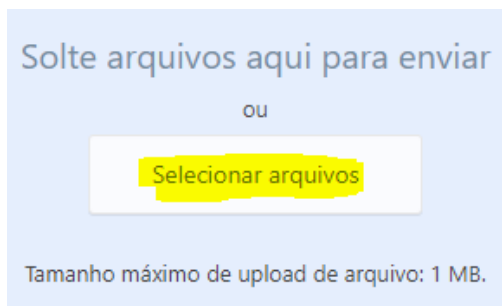 Solte arquivos aqui para enviar
ou
Selecionar arquivos
Tamanho máximo de upload de arquivo: 1 MB.